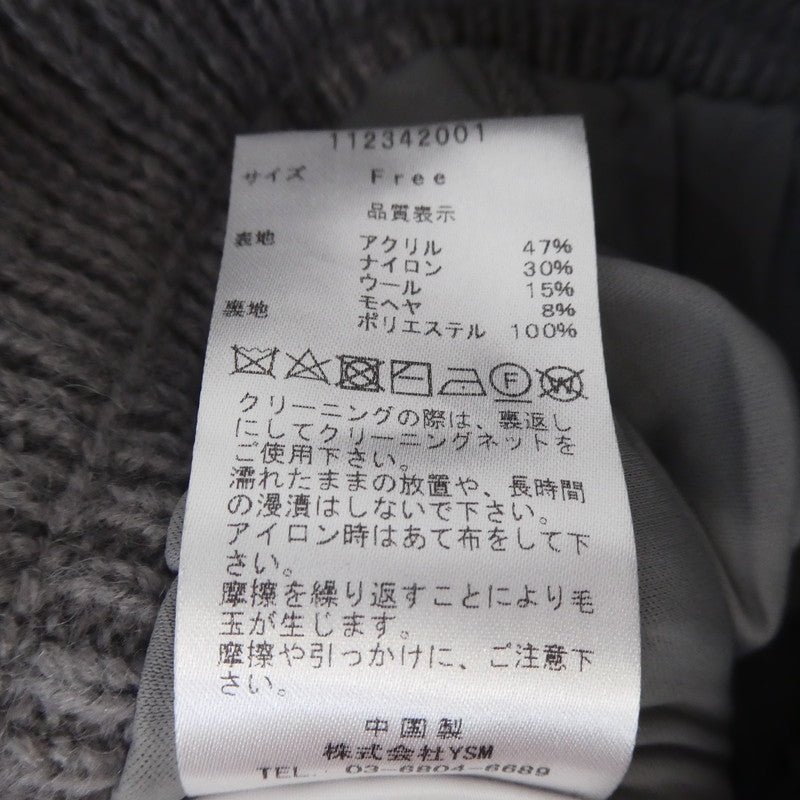 112342001
サイズ Free
品質表示
表地 アクリル 47%
ナイロン 30%
ウール 15%
モヘヤ 8%
裏地 ポリエステル 100%
F W
クリーニングの際は、裏返し
にしてクリーニングネットを
ご使用下さい。
濡れたままの放置や、長時間
の浸漬はしないで下さい。
アイロン時はあて布をして下
さい。
摩擦を繰り返すことにより毛
玉が生じます。
摩擦や引っかけに、ご注意下
さい。
中国製
株式会社YSM
TEL. 03-6804-6689